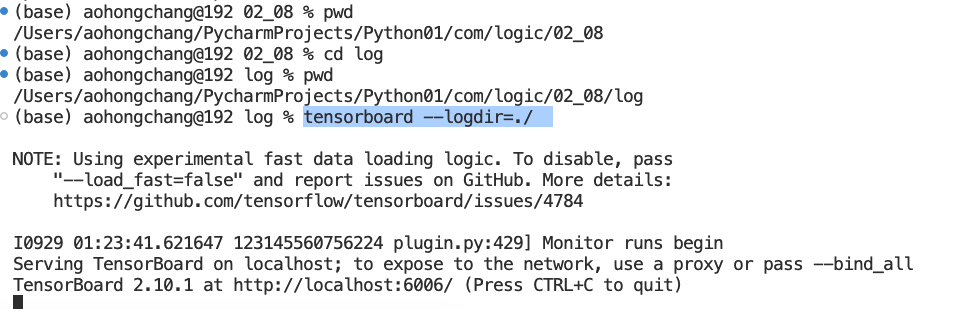 (base) aohongchang@192 02_08 % pwd
/Users/aohongchang/PycharmProjects/Python01/com/logic/02_08
(base) aohongchang@192 02_08 % cd log
(base) aohongchang@192 log % pwd
/Users/aohongchang/PycharmProjects/Python01/com/logic/02_08/log
(base) aohongchang@192 log % tensorboard --logdir=./
NOTE: Using experimental fast data loading logic. To disable, pass
"--load_fast=false" and report issues on GitHub. More details:
https://github.com/tensorflow/tensorboard/issues/4784
I0929 01:23:41.621647 123145560756224 plugin.py:429] Monitor runs begin
Serving TensorBoard on localhost; to expose to the network, use a proxy or pass --bind_all
TensorBoard 2.10.1 at http://localhost:6006/ (Press CTRL+C to quit)